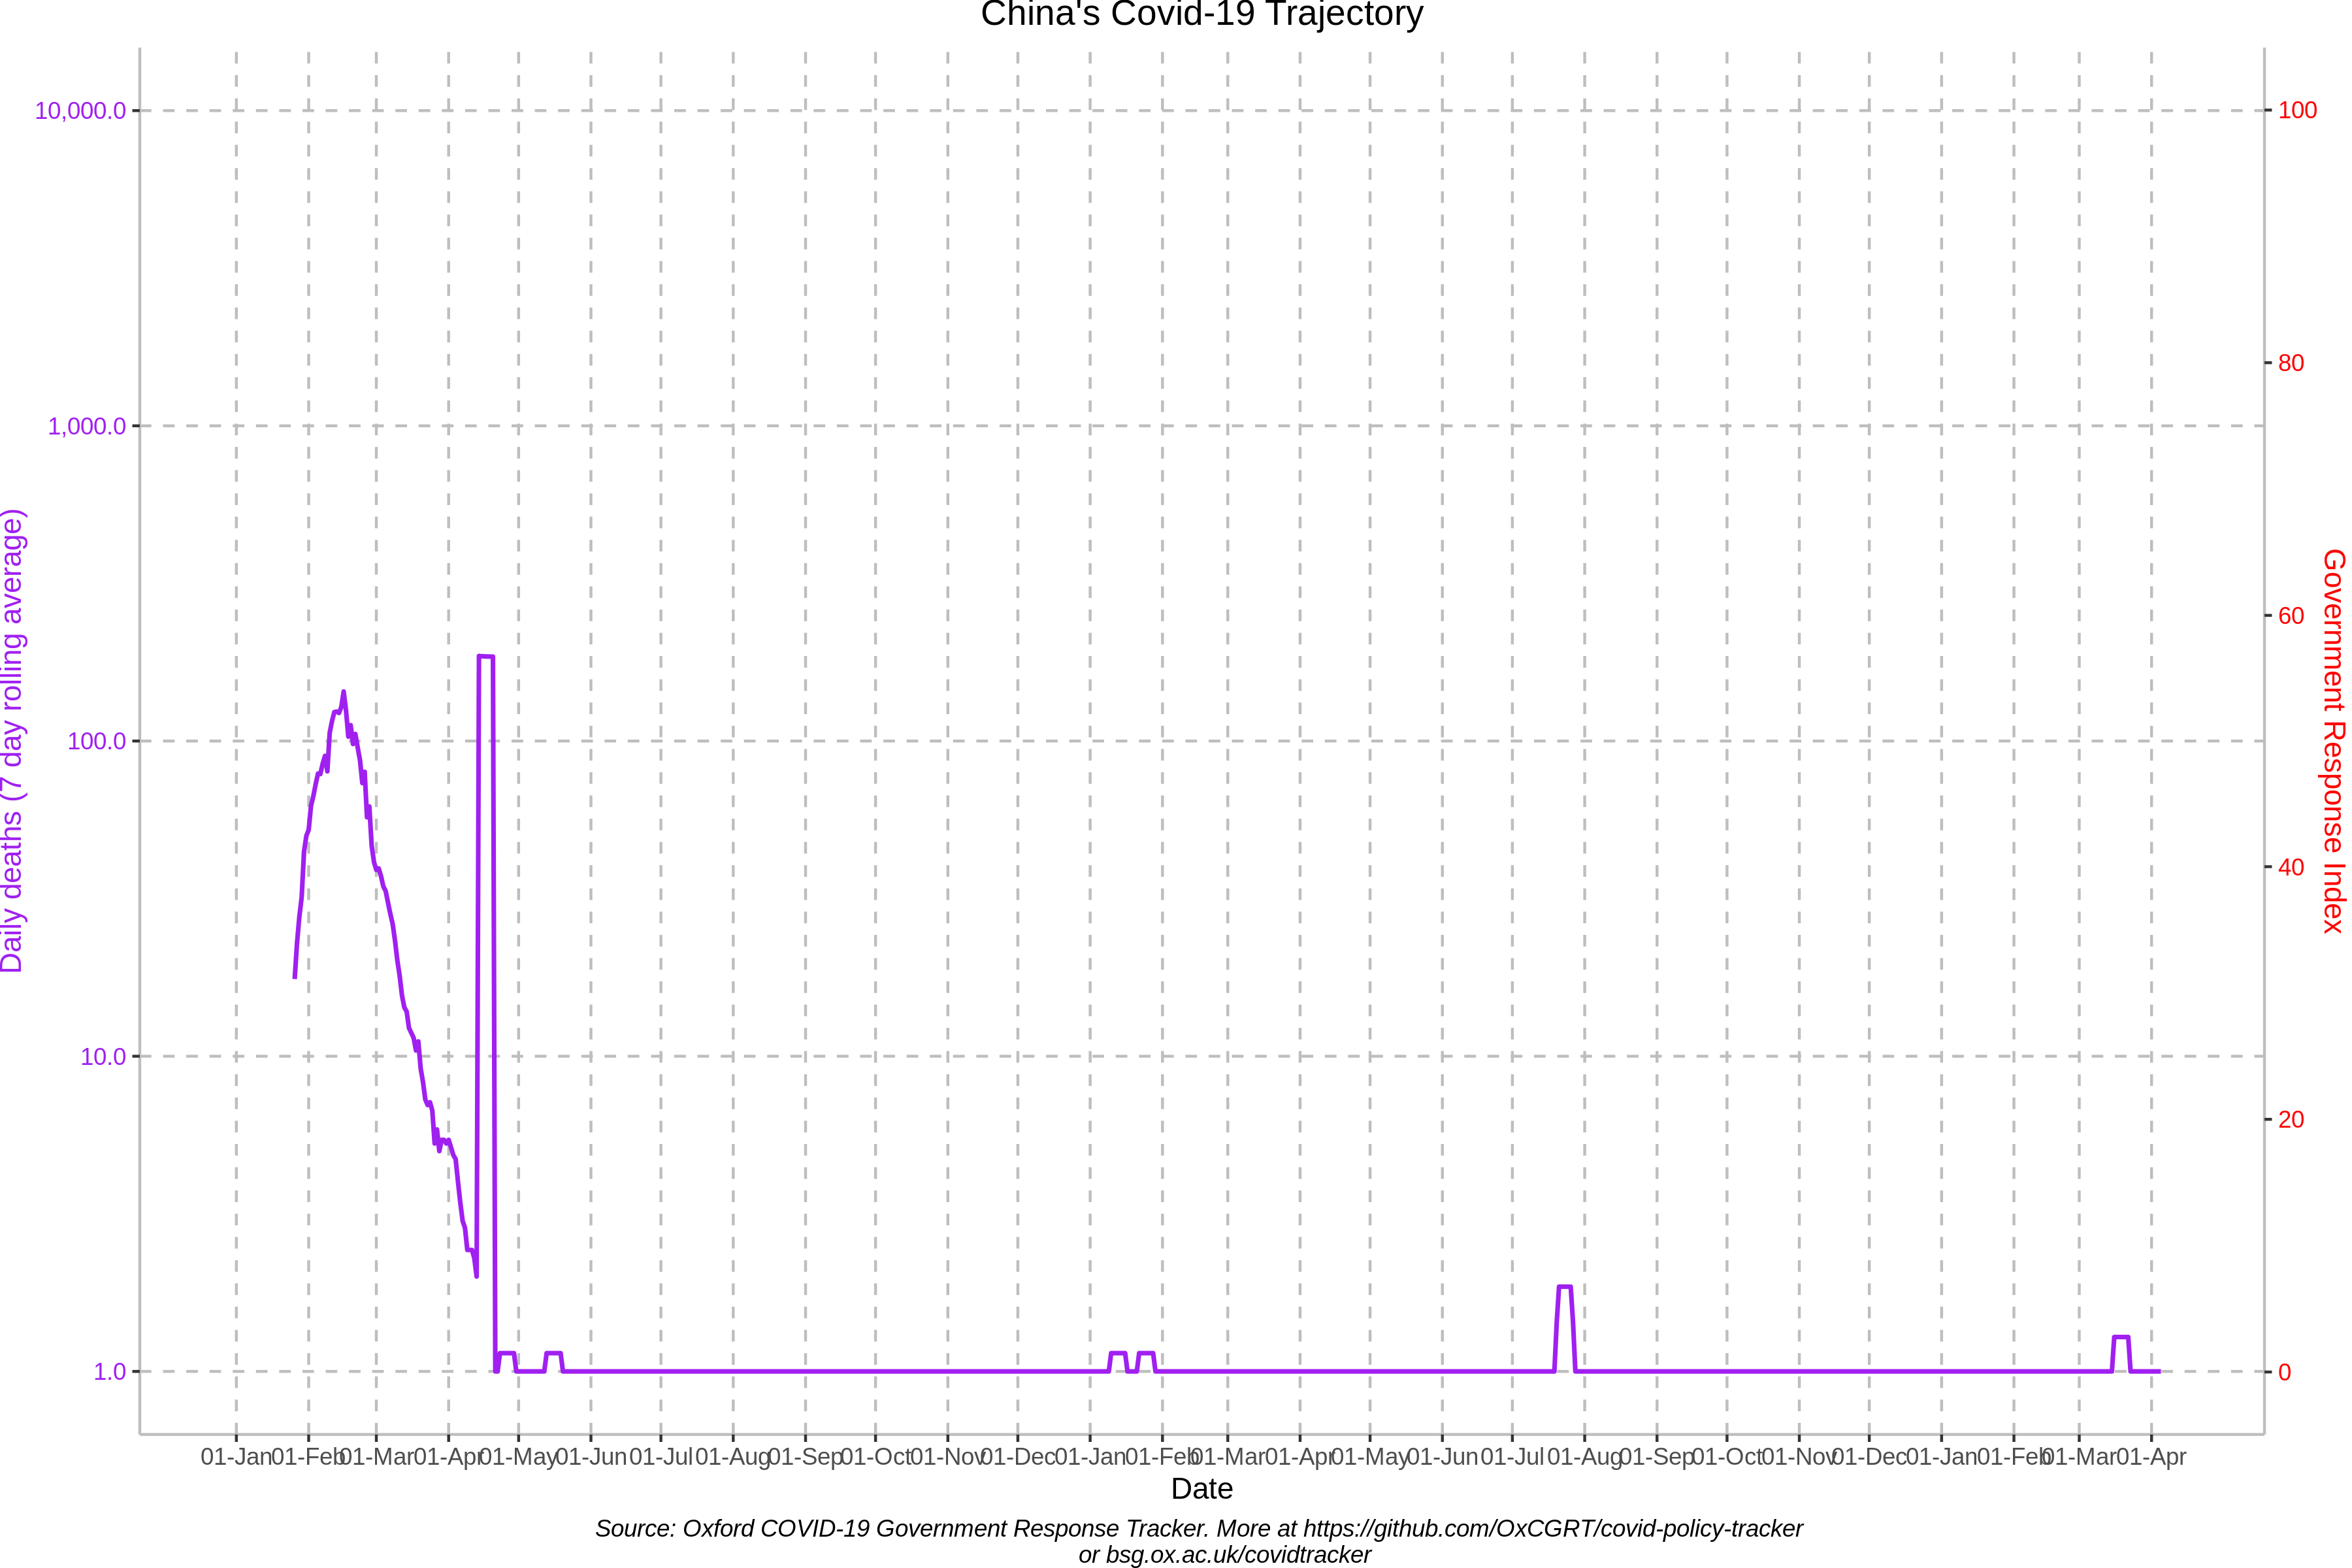 China's Covid-19 Trajectory
10,000.0
1,000.0
100.0
10.0
1.0
Daily deaths (7 day rolling average)
100
80
60
40
20
0
Government Response Index
01-Jan 01-Feb 01-Mar 01-Apr 01-May 01-Jun 01-Jul 01-Aug 01-Sep 01-Oct 01-Nov 01-Dec 01-Jan 01-Feb 01-Mar 01-Apr 01-May 01-Jun 01-Jul 01-Aug 01-Sep 01-Oct 01-Nov 01-Dec 01-Jan 01-Feb 01-Mar 01-Apr
Date
Source: Oxford COVID-19 Government Response Tracker. More at https://github.com/OxCGRT/covid-policy-tracker
or bsg.ox.ac.uk/covidtracker